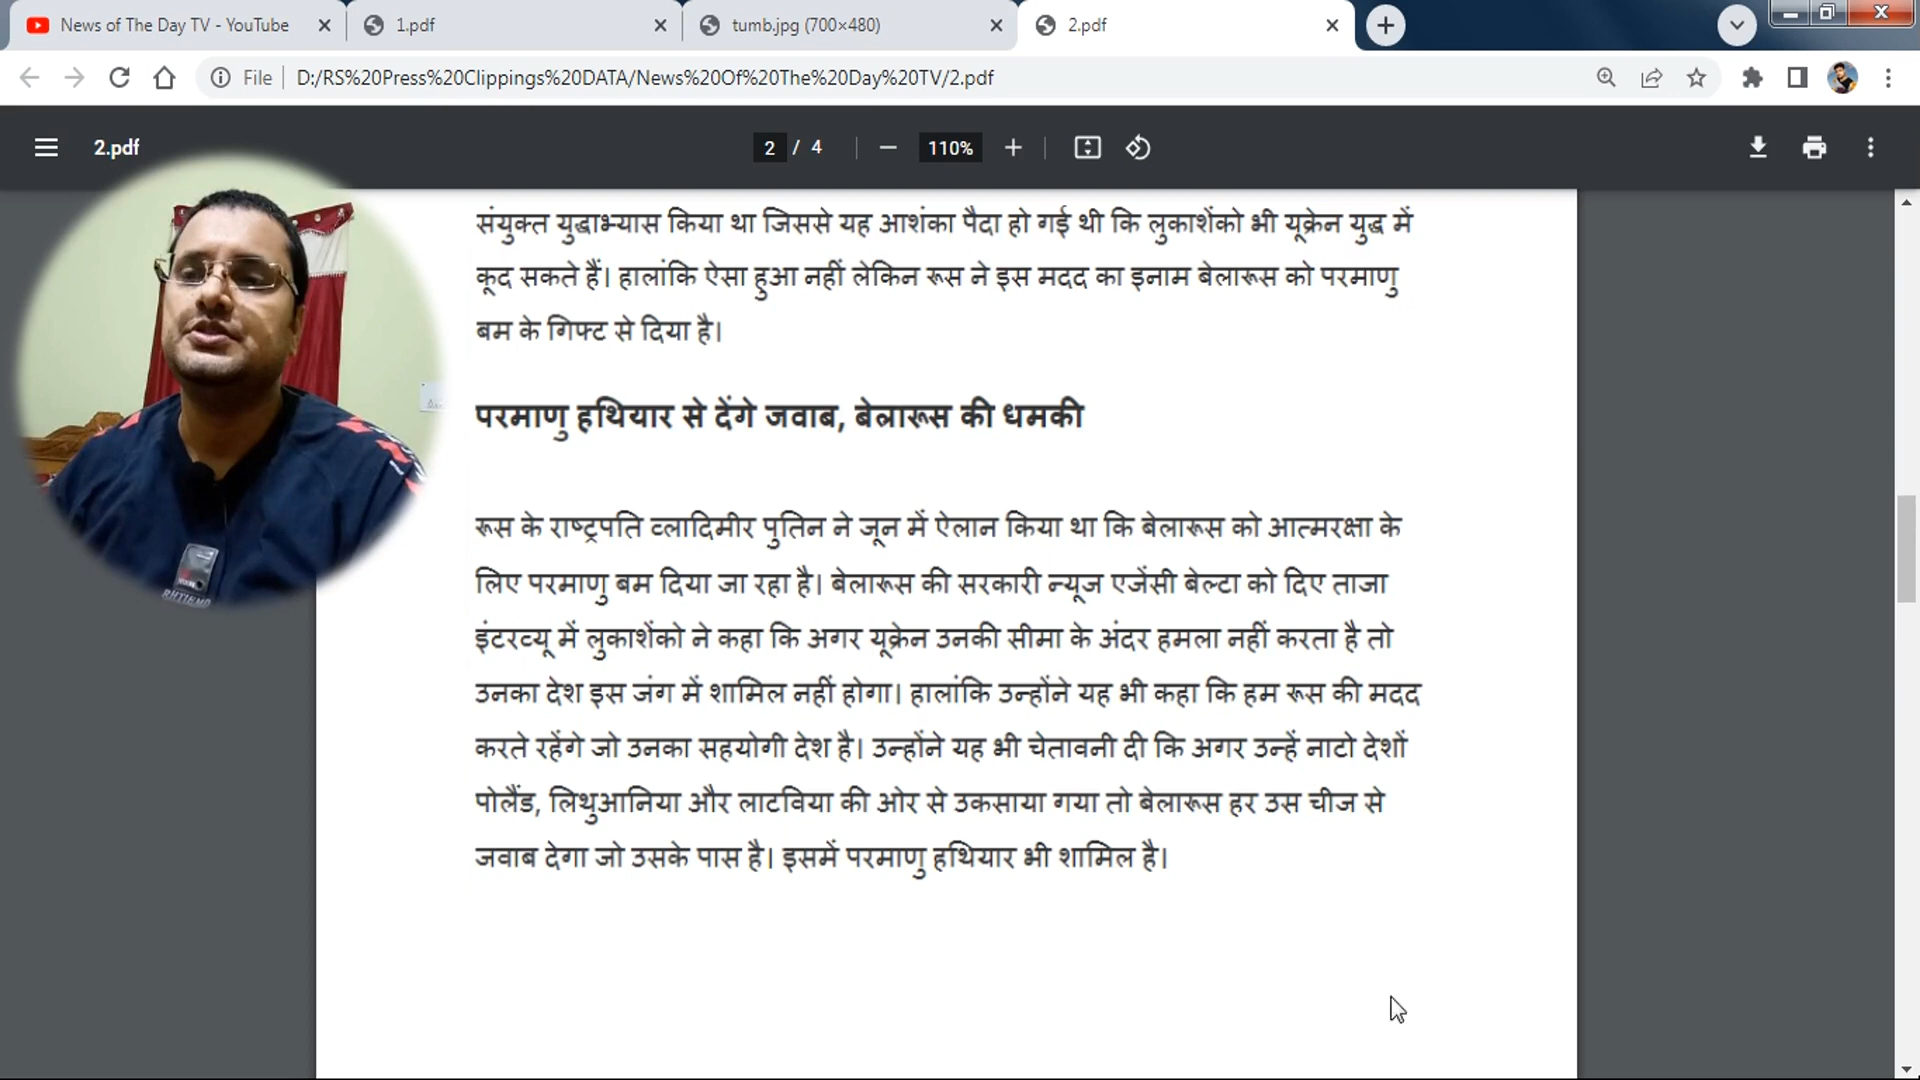 News of The Day TV - YouTube
1.pdf
tumb.jpg (700×480)
2.pdf
File
D:/RS%20Press%20Clippings%20DATA/News%20Of%20The%20Day%20TV/2.pdf
2.pdf
2 / 4
110%
संयुक्त युद्धाभ्यास किया था जिससे यह आशंका पैदा हो गई थी कि लुकाशेंको भी यूक्रेन युद्ध में
कूद सकते हैं। हालांकि ऐसा हुआ नहीं लेकिन रूस ने इस मदद का इनाम बेलारूस को परमाणु
बम के गिफ्ट से दिया है।
परमाणु हथियार से देंगे जवाब, बेलारूस की धमकी
रूस के राष्ट्रपति व्लादिमीर पुतिन ने जून में ऐलान किया था कि बेलारूस को आत्मरक्षा के
लिए परमाणु बम दिया जा रहा है। बेलारूस की सरकारी न्यूज एजेंसी बेल्टा को दिए ताजा
इंटरव्यू में लुकाशेंको ने कहा कि अगर यूक्रेन उनकी सीमा के अंदर हमला नहीं करता है तो
उनका देश इस जंग में शामिल नहीं होगा। हालांकि उन्होंने यह भी कहा कि हम रूस की मदद
करते रहेंगे जो उनका सहयोगी देश है। उन्होंने यह भी चेतावनी दी कि अगर उन्हें नाटो देशों
पोलैंड, लिथुआनिया और लाटविया की ओर से उकसाया गया तो बेलारूस हर उस चीज से
जवाब देगा जो उसके पास है। इसमें परमाणु हथियार भी शामिल है।